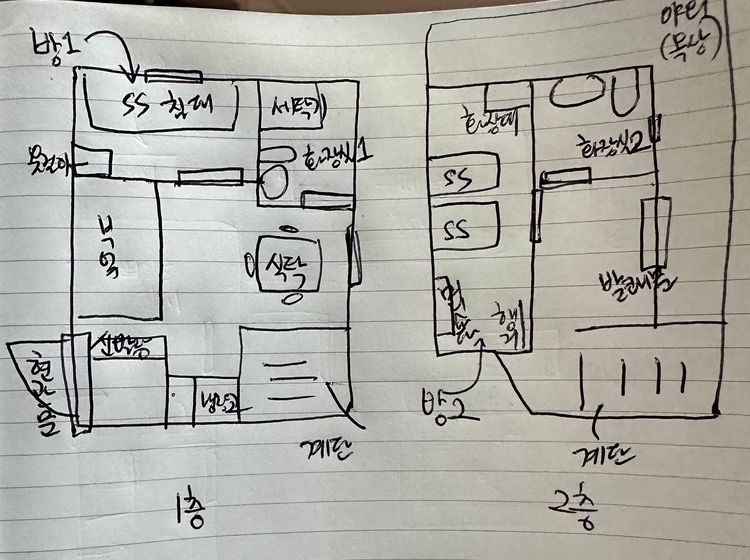 방1
SS 침대
세탁기
옷걸이
화장실1
부엌
식탁
신발장
현관문
냉장고
계단
1층
야외
(옥상)
화장대
화장실2
SS
SS
발코니문
행거
방2
계단
2층